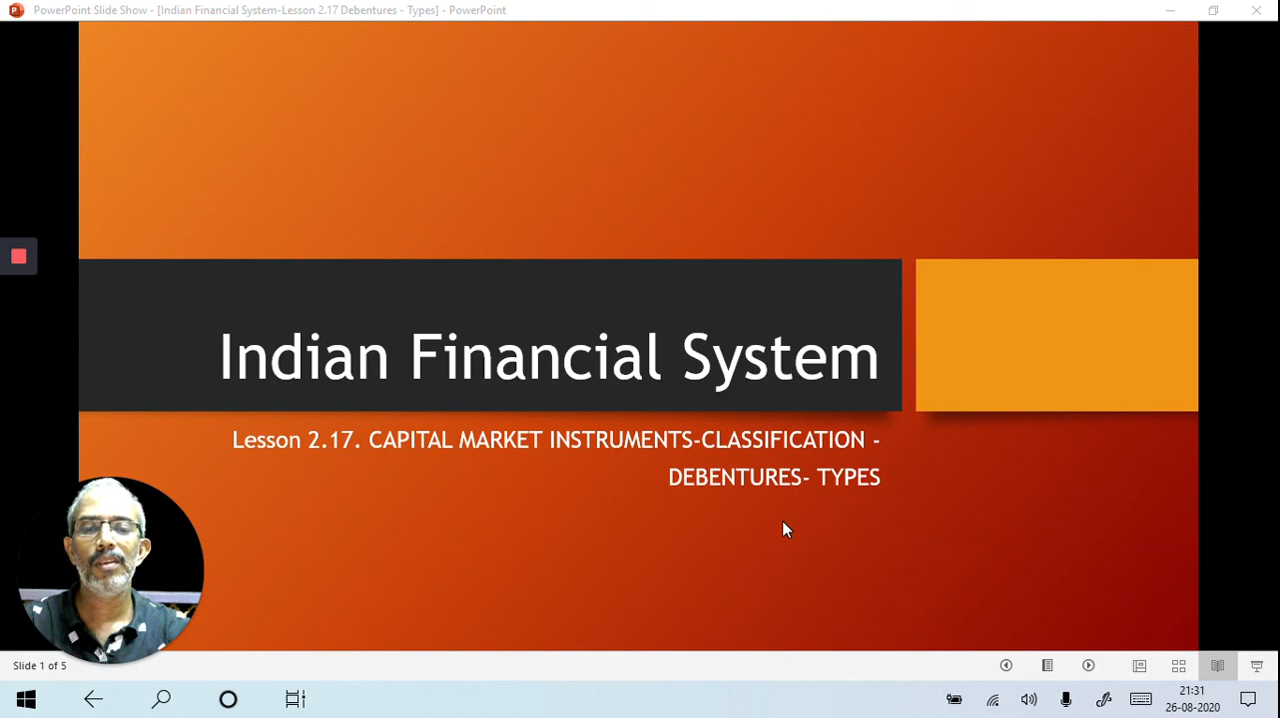 PowerPoint Slide Show - [Indian Financial System-Lesson 2.17 Debentures - Types] - PowerPoint
Indian Financial System
Lesson 2.17. CAPITAL MARKET INSTRUMENTS-CLASSIFICATION -
DEBENTURES- TYPES
Slide 1 of 5
21:31
26-08-2020